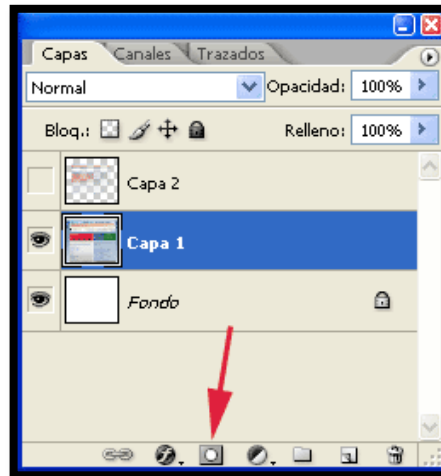 Capas Canales Trazados
Normal Opacidad: 100%
Bloq.: Relleno: 100%
Capa 2
Capa 1
Fondo